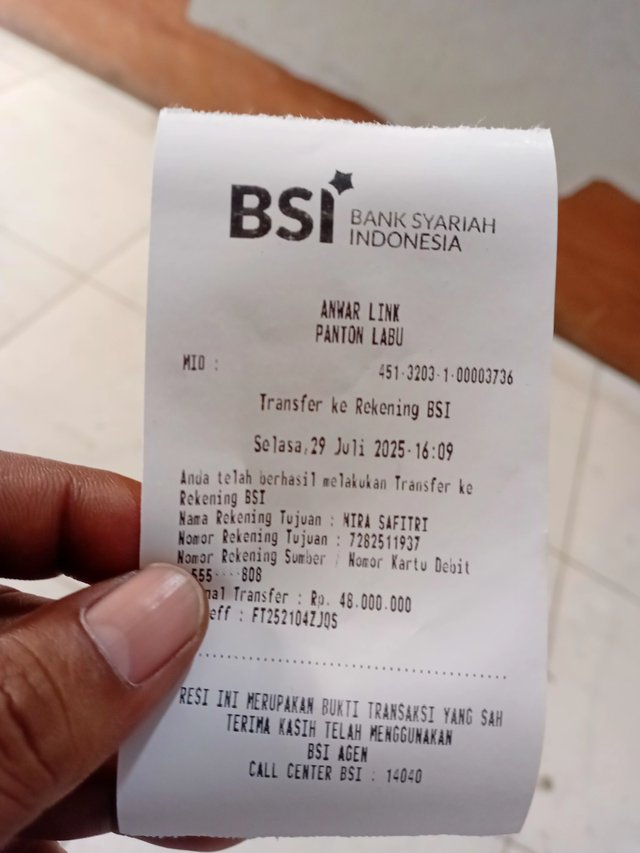 BSI BANK SYARIAH
INDONESIA
ANWAR LINK
PANTON LABU
MID : 451-3203-1-00003736
Transfer ke Rekening BSI
Selasa,29 Juli 2025-16:09
Anda telah berhasil melakukan Transfer ke
Rekening BSI
Nama Rekening Tujuan : MIRA SAFITRI
Nomor Rekening Tujuan : 7282511937
Nomor Rekening Sumber : Nomor Kartu Debit
555····808
nal Transfer : Rp. 48.000.000
eff : FT252104ZJQS
RESI INI MERUPAKAN BUKTI TRANSAKSI YANG SAH
TERIMA KASIH TELAH MENGGUNAKAN
BSI AGEN
CALL CENTER BSI : 14040